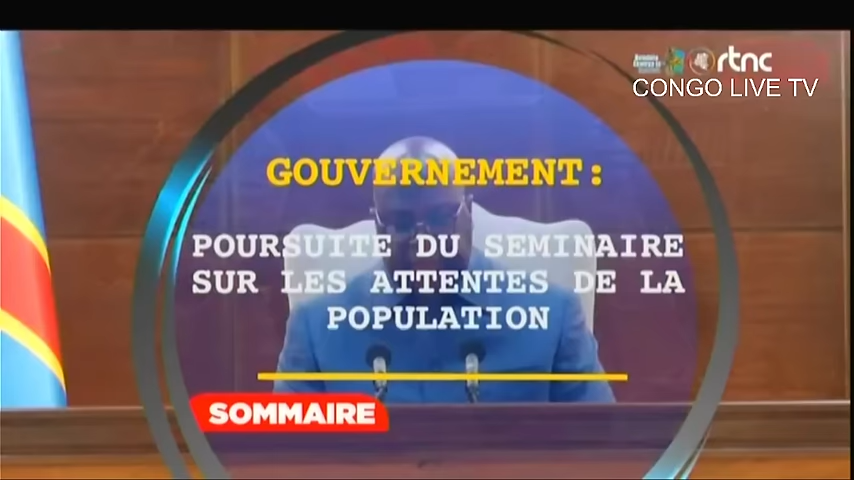 rtnc
CONGO LIVE TV
GOUVERNEMENT:
POURSUITE DU SEMINAIRE
SUR LES ATTENTES DE LA
POPULATION
SOMMAIRE